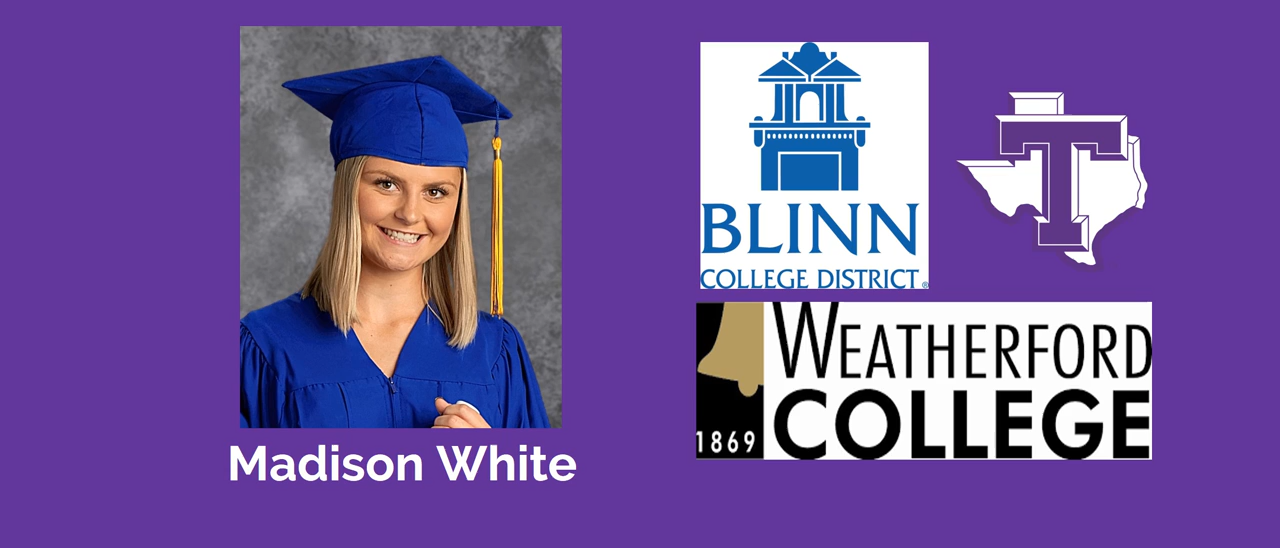 Madison White
BLINN
COLLEGE DISTRICT®
T
WEATHERFORD
COLLEGE
1869